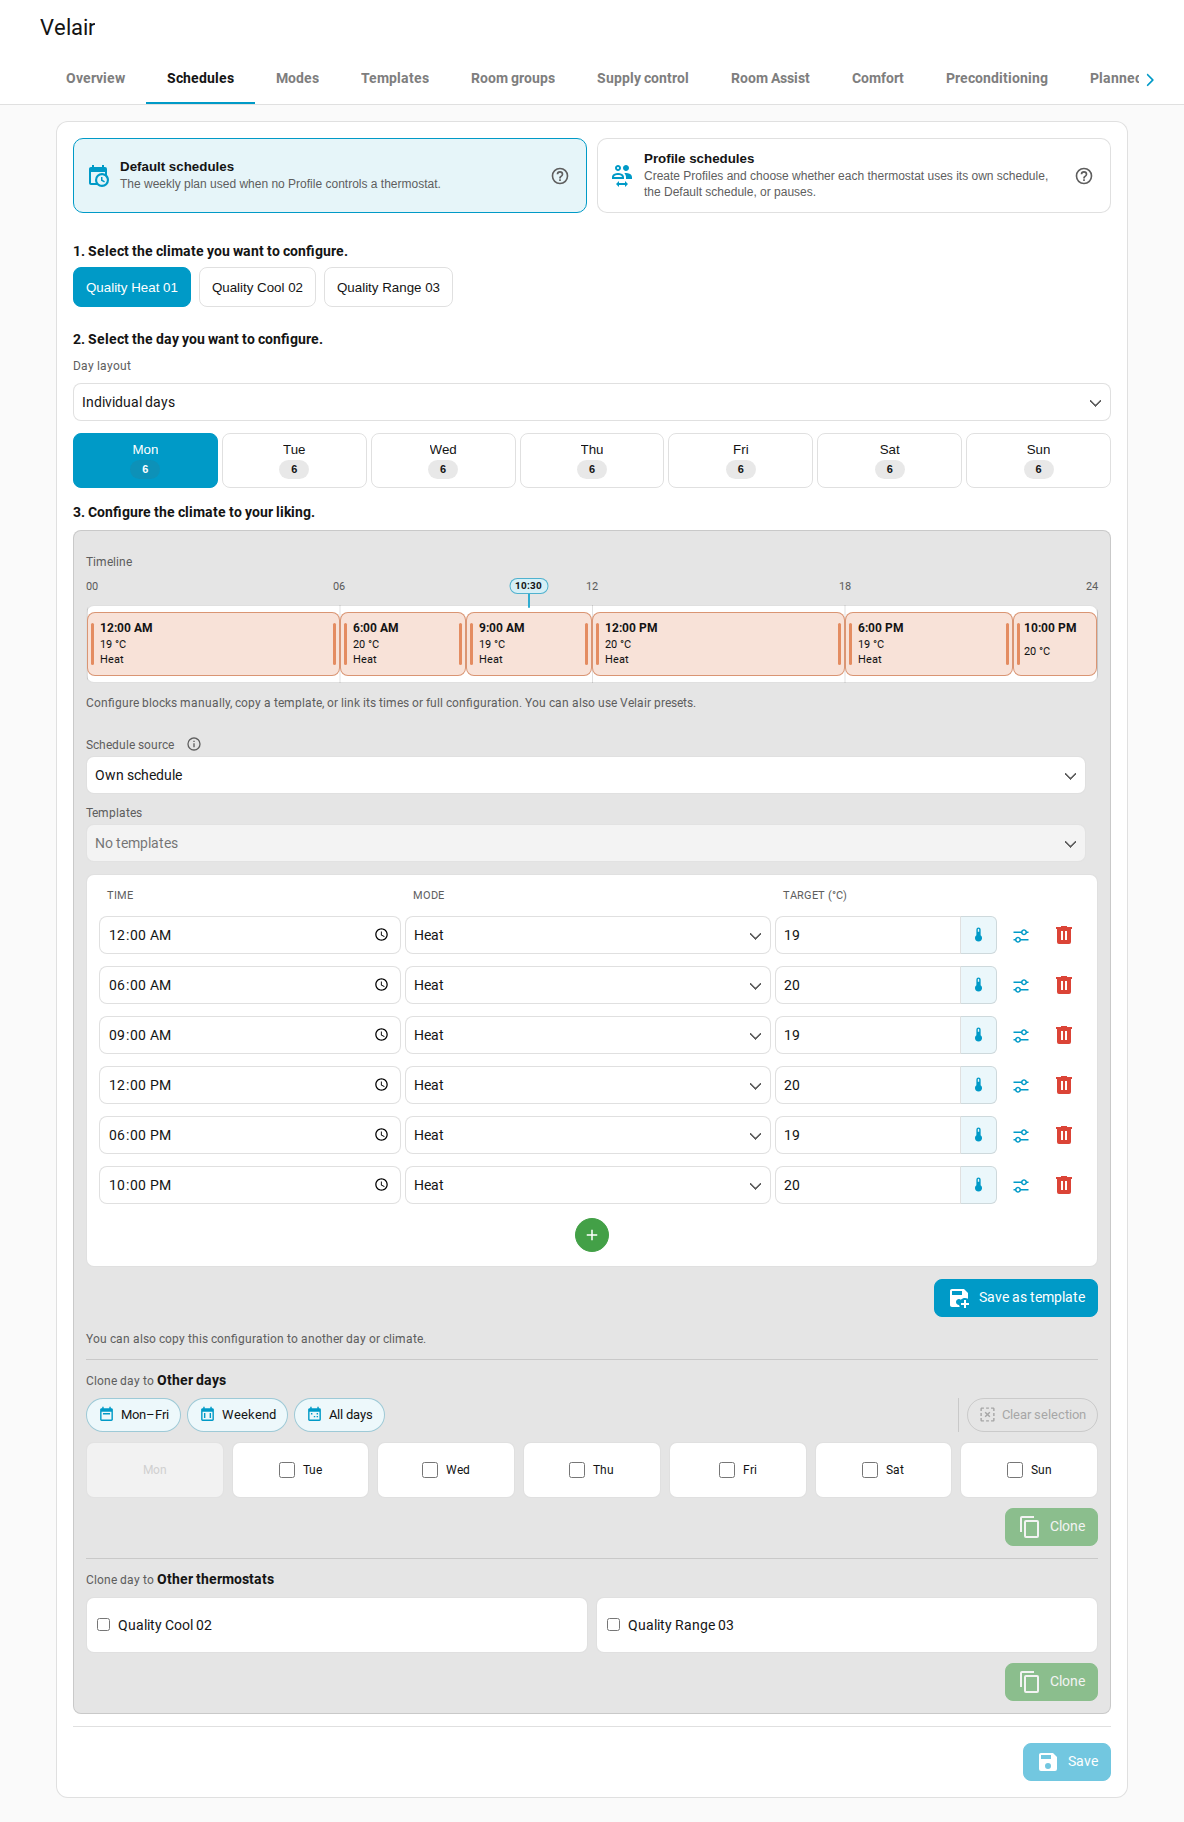 Velair
Overview Schedules Modes Templates Room groups Supply control Room Assist Comfort Preconditioning Planned
Default schedules
The weekly plan used when no Profile controls a thermostat.
Profile schedules
Create Profiles and choose whether each thermostat uses its own schedule,
the Default schedule, or pauses.
1. Select the climate you want to configure.
Quality Heat 01 Quality Cool 02 Quality Range 03
2. Select the day you want to configure.
Day layout
Individual days
Mon Tue Wed Thu Fri Sat Sun
6 6 6 6 6 6 6
3. Configure the climate to your liking.
Timeline
00 06 10:30 12 18 24
12:00 AM 6:00 AM 9:00 AM 12:00 PM 6:00 PM 10:00 PM
19 °C 20 °C 19 °C 20 °C 19 °C 20 °C
Heat Heat Heat Heat Heat
Configure blocks manually, copy a template, or link its times or full configuration. You can also use Velair presets.
Schedule source
Own schedule
Templates
No templates
TIME MODE TARGET (°C)
12:00 AM Heat 19
06:00 AM Heat 20
09:00 AM Heat 19
12:00 PM Heat 20
06:00 PM Heat 19
10:00 PM Heat 20
+
Save as template
You can also copy this configuration to another day or climate.
Clone day to Other days
Mon–Fri Weekend All days Clear selection
Mon Tue Wed Thu Fri Sat Sun
Clone
Clone day to Other thermostats
Quality Cool 02 Quality Range 03
Clone
Save